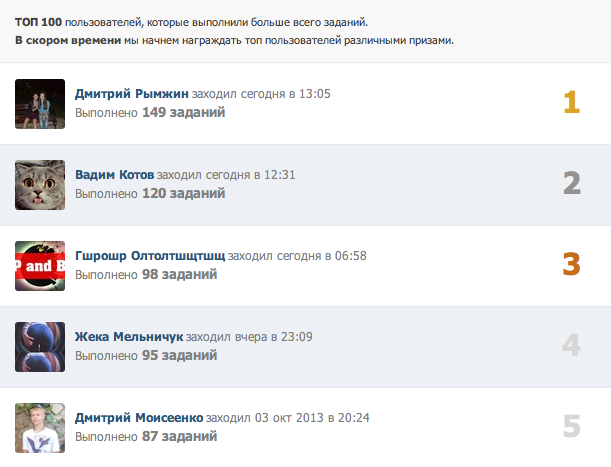 ТОП 100 пользователей, которые выполнили больше всего заданий.
В скором времени мы начнем награждать топ пользователей различными призами.
Дмитрий Рымжин заходил сегодня в 13:05
Выполнено 149 заданий
1
Вадим Котов заходил сегодня в 12:31
Выполнено 120 заданий
2
P and B
Гшрошр Олтолтшщтшщ заходил сегодня в 06:58
Выполнено 98 заданий
3
Жека Мельничук заходил вчера в 23:09
Выполнено 95 заданий
4
Дмитрий Моисеенко заходил 03 окт 2013 в 20:24
Выполнено 87 заданий
5